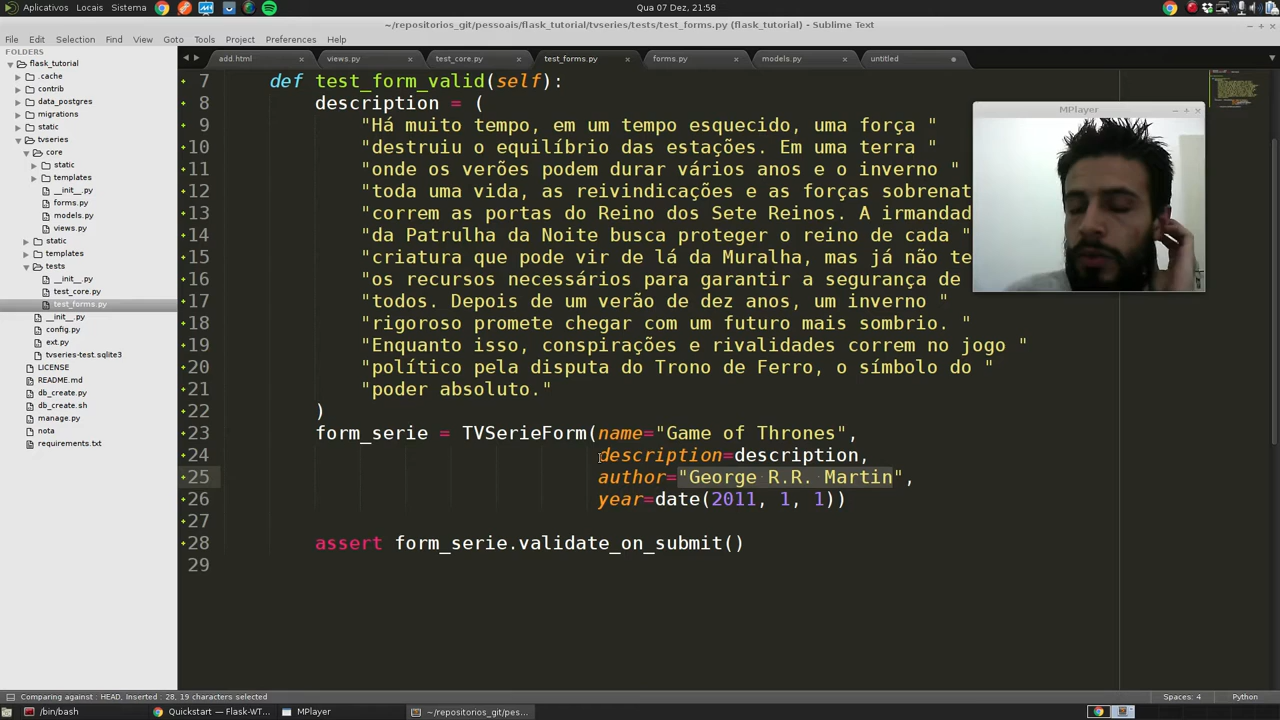 Aplicativos Locais Sistema
Qua 07 Dez, 21:58
~/repositorios_git/pessoais/flask_tutorial/tvseries/tests/test_forms.py (flask_tutorial) - Sublime Text
File Edit Selection Find View Goto Tools Project Preferences Help
FOLDERS
flask_tutorial
.cache
contrib
data_postgres
migrations
static
tvseries
core
static
templates
__init__.py
forms.py
models.py
views.py
static
templates
tests
__init__.py
test_core.py
test_forms.py
__init__.py
config.py
ext.py
tvseries-test.sqlite3
LICENSE
README.md
db_create.py
db_create.sh
manage.py
nota
requirements.txt
add.html views.py test_core.py test_forms.py forms.py models.py untitled
7 def test_form_valid(self):
8 description = (
9 "Há muito tempo, em um tempo esquecido, uma força "
10 "destruiu o equilíbrio das estações. Em uma terra "
11 "onde os verões podem durar vários anos e o inverno "
12 "toda uma vida, as reivindicações e as forças sobrenat
13 "correm as portas do Reino dos Sete Reinos. A irmandad
14 "da Patrulha da Noite busca proteger o reino de cada "
15 "criatura que pode vir de lá da Muralha, mas já não te
16 "os recursos necessários para garantir a segurança de "
17 "todos. Depois de um verão de dez anos, um inverno "
18 "rigoroso promete chegar com um futuro mais sombrio. "
19 "Enquanto isso, conspirações e rivalidades correm no jogo "
20 "político pela disputa do Trono de Ferro, o símbolo do "
21 "poder absoluto."
22 )
23 form_serie = TVSerieForm(name="Game of Thrones",
24 description=description,
25 author="George R.R. Martin",
26 year=date(2011, 1, 1))
27
28 assert form_serie.validate_on_submit()
29
MPlayer
Comparing against : HEAD, Inserted : 28, 19 characters selected
Spaces: 4 Python
/bin/bash
Quickstart — Flask-WT...
MPlayer
~/repositorios_git/pes...